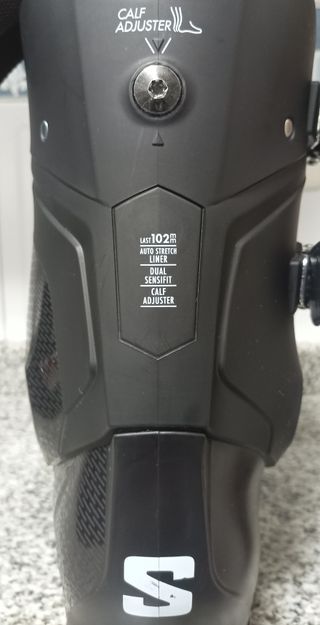 CALF
ADJUSTER
LAST 102mm
AUTO STRETCH
LINER
DUAL
SENSIFIT
CALF
ADJUSTER
S